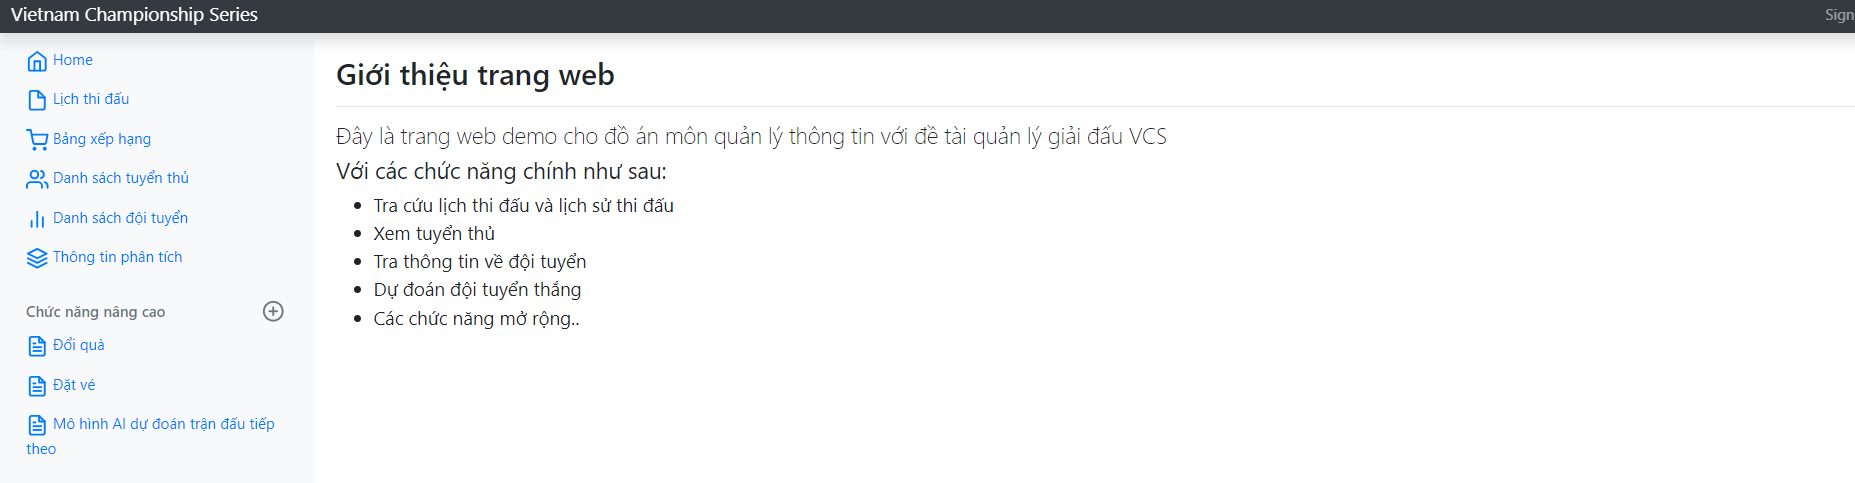 Vietnam Championship Series
Sign
Home
Lịch thi đấu
Bảng xếp hạng
Danh sách tuyển thủ
Danh sách đội tuyển
Thông tin phân tích
Chức năng nâng cao
Đổi quà
Đặt vé
Mô hình AI dự đoán trận đấu tiếp
theo
Giới thiệu trang web
Đây là trang web demo cho đồ án môn quản lý thông tin với đề tài quản lý giải đấu VCS
Với các chức năng chính như sau:
Tra cứu lịch thi đấu và lịch sử thi đấu
Xem tuyển thủ
Tra thông tin về đội tuyển
Dự đoán đội tuyển thắng
Các chức năng mở rộng..